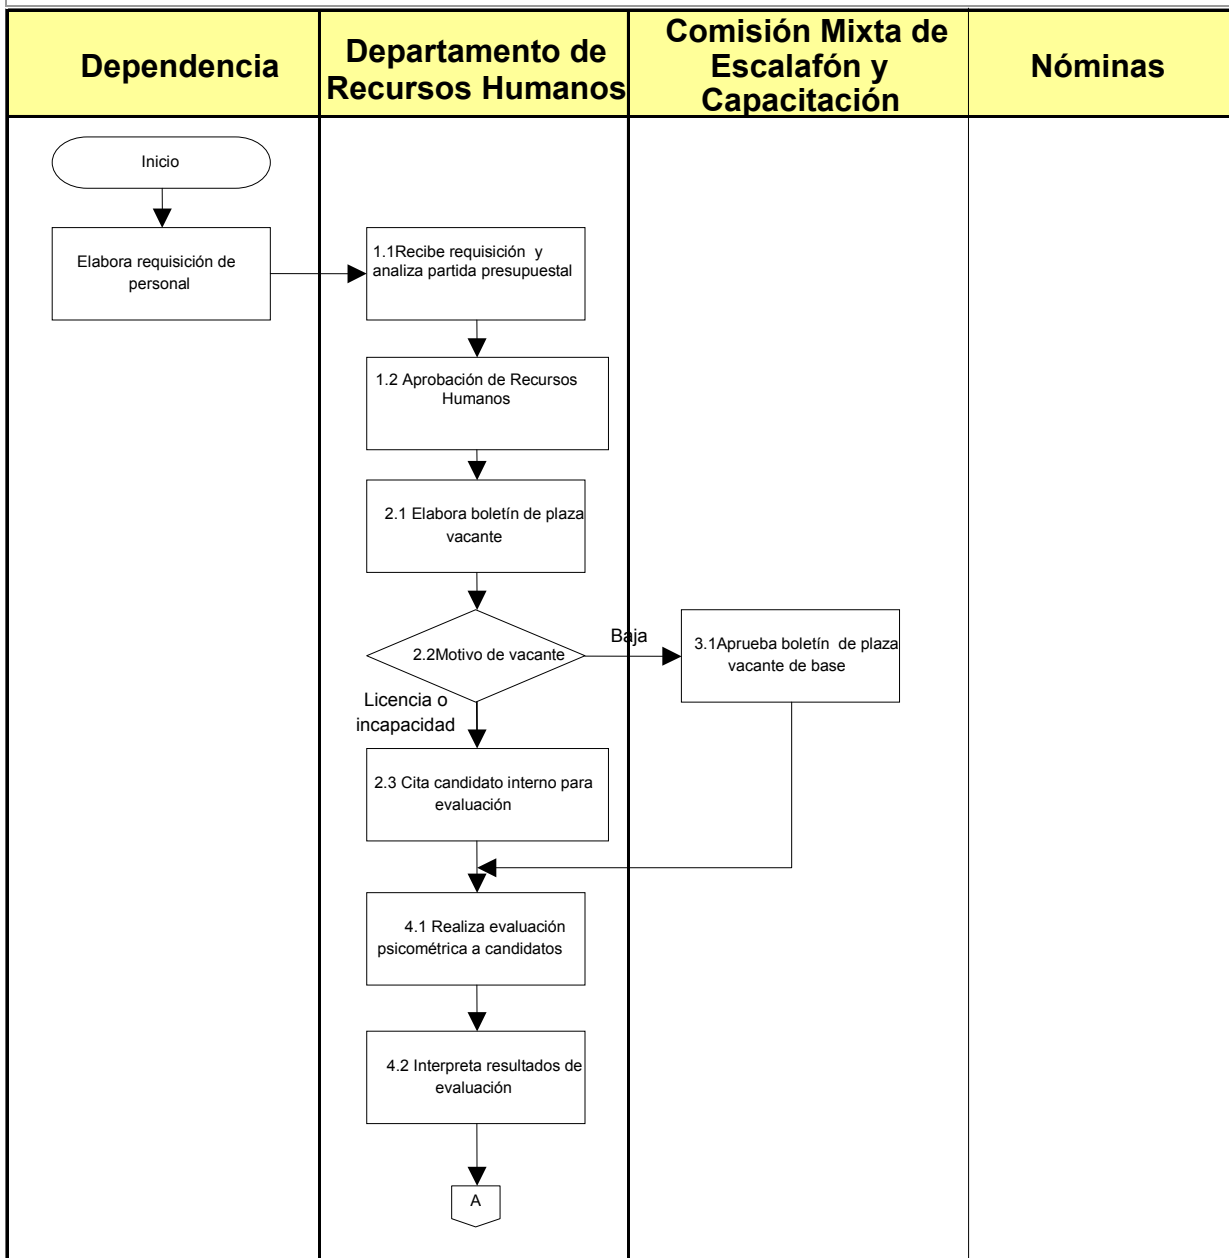 Dependencia
Departamento de
Recursos Humanos
Comisión Mixta de
Escalafón y
Capacitación
Nóminas
Inicio
Elabora requisición de
personal
1.1Recibe requisición y
analiza partida presupuestal
1.2 Aprobación de Recursos
Humanos
2.1 Elabora boletín de plaza
vacante
2.2Motivo de vacante
Baja
3.1Aprueba boletín de plaza
vacante de base
Licencia o
incapacidad
2.3 Cita candidato interno para
evaluación
4.1 Realiza evaluación
psicométrica a candidatos
4.2 Interpreta resultados de
evaluación
A